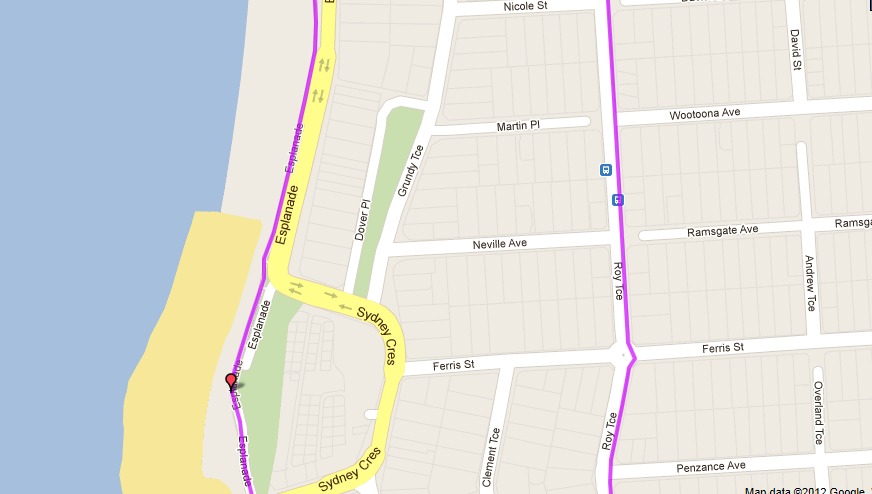 Nicole St
David St
Wootoona Ave
Martin Pl
Esplanade
Grundy Tce
Esplanade
Dover Pl
Ramsgate Ave
Neville Ave
Roy Tce
Andrew Tce
Esplanade
Sydney Cres
Ferris St
Ferris St
Overland Tce
Roy Tce
Esplanade
Clement Tce
Penzance Ave
Sydney Cres
Map data ©2012 Google